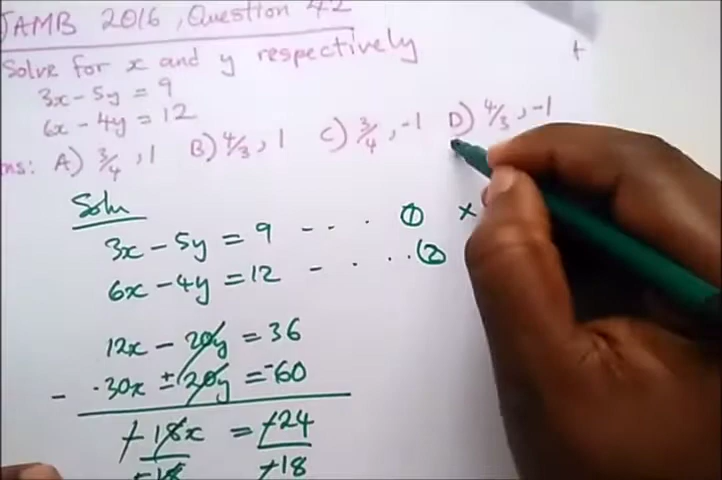 JAMB 2016, Question 42
Solve for x and y respectively
3x - 5y = 9
6x - 4y = 12
ns: A) 3/4, 1 B) 4/3, 1 C) 3/4, -1 D) 4/3, -1
Soln
3x - 5y = 9 - - . . ①
×
6x - 4y = 12 - . . . ②
12x - 20y = 36
- 30x ± 20y = -60
-18x = -24
-18 -18